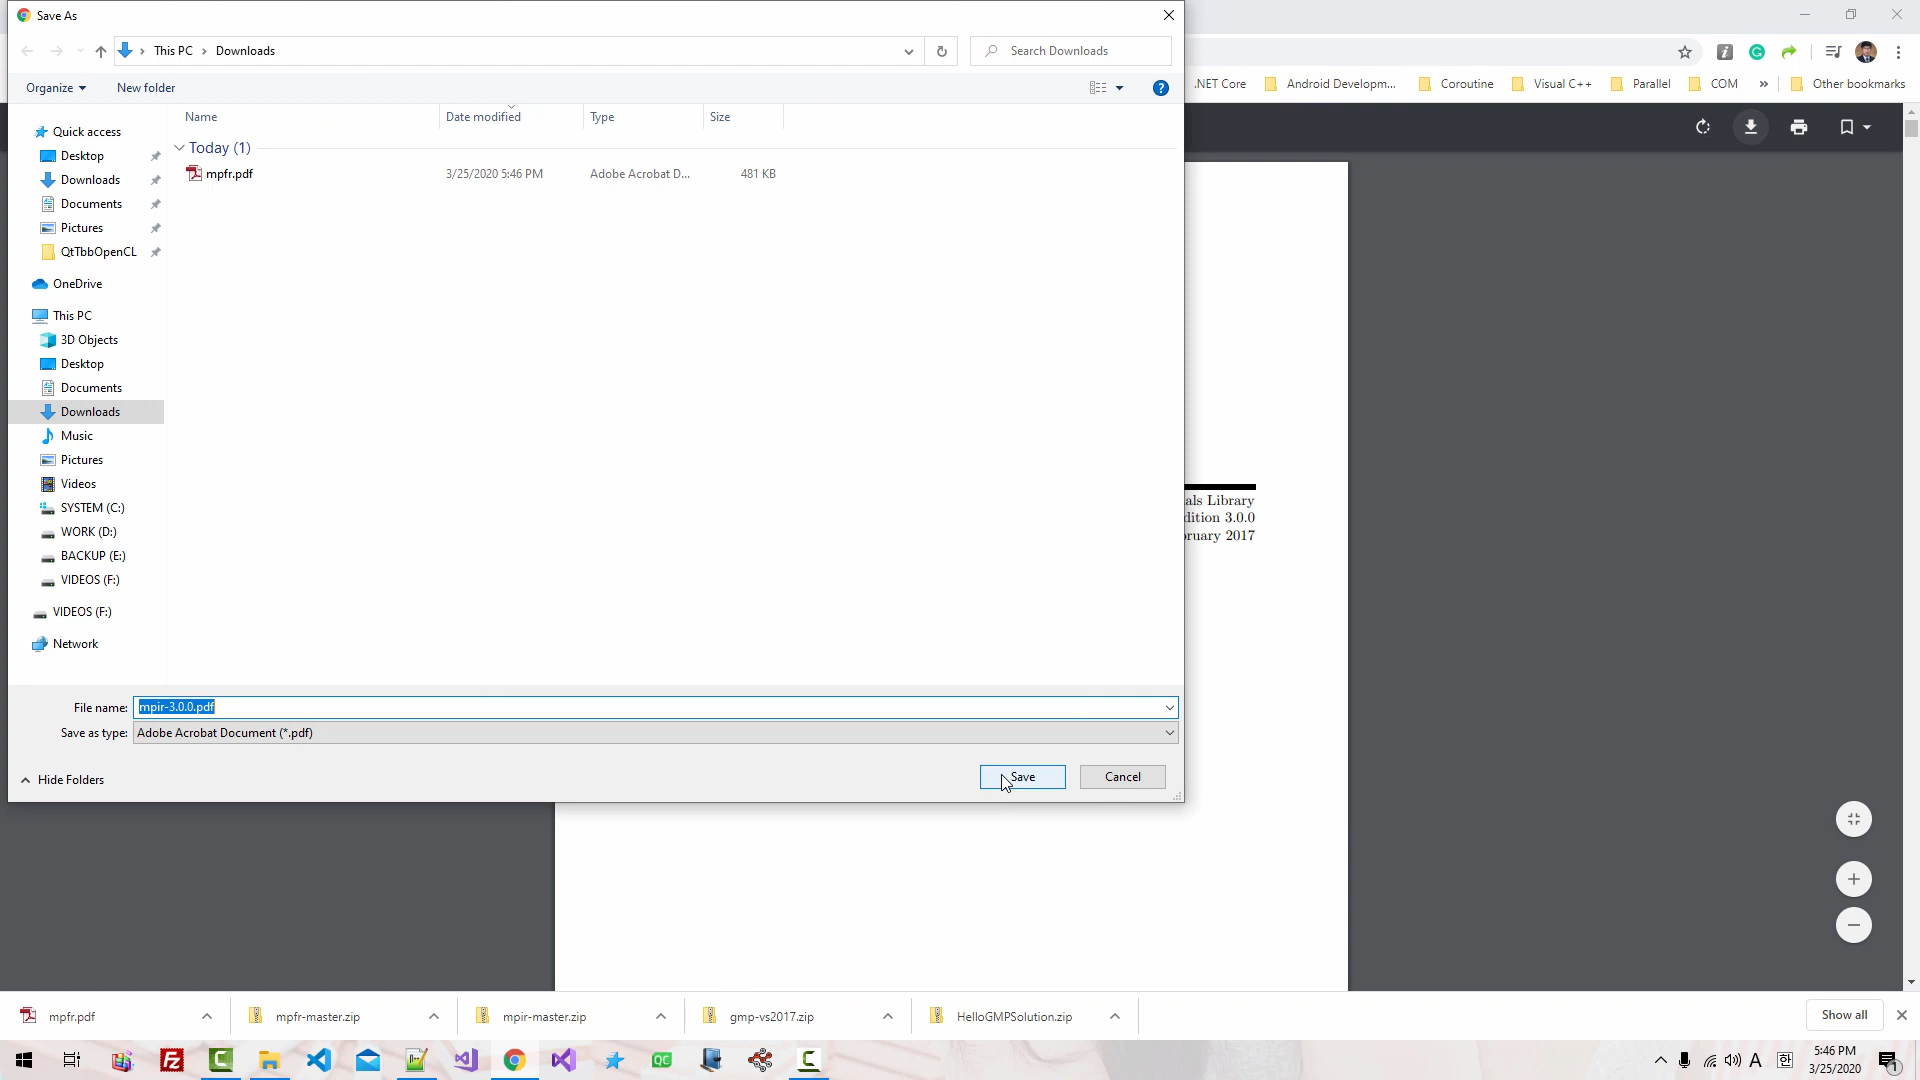 Save As
This PC > Downloads
Search Downloads
Organize
New folder
Name
Date modified
Type
Size
Today (1)
mpfr.pdf
3/25/2020 5:46 PM
Adobe Acrobat D...
481 KB
Quick access
Desktop
Downloads
Documents
Pictures
QtTbbOpenCL
OneDrive
This PC
3D Objects
Desktop
Documents
Downloads
Music
Pictures
Videos
SYSTEM (C:)
WORK (D:)
BACKUP (E:)
VIDEOS (F:)
VIDEOS (F:)
Network
File name: mpir-3.0.0.pdf
Save as type: Adobe Acrobat Document (*.pdf)
Hide Folders
Save
Cancel
.NET Core
Android Developm...
Coroutine
Visual C++
Parallel
COM
»
Other bookmarks
als Library
dition 3.0.0
bruary 2017
mpfr.pdf
mpfr-master.zip
mpir-master.zip
gmp-vs2017.zip
HelloGMPSolution.zip
Show all
A
한
5:46 PM
3/25/2020
1